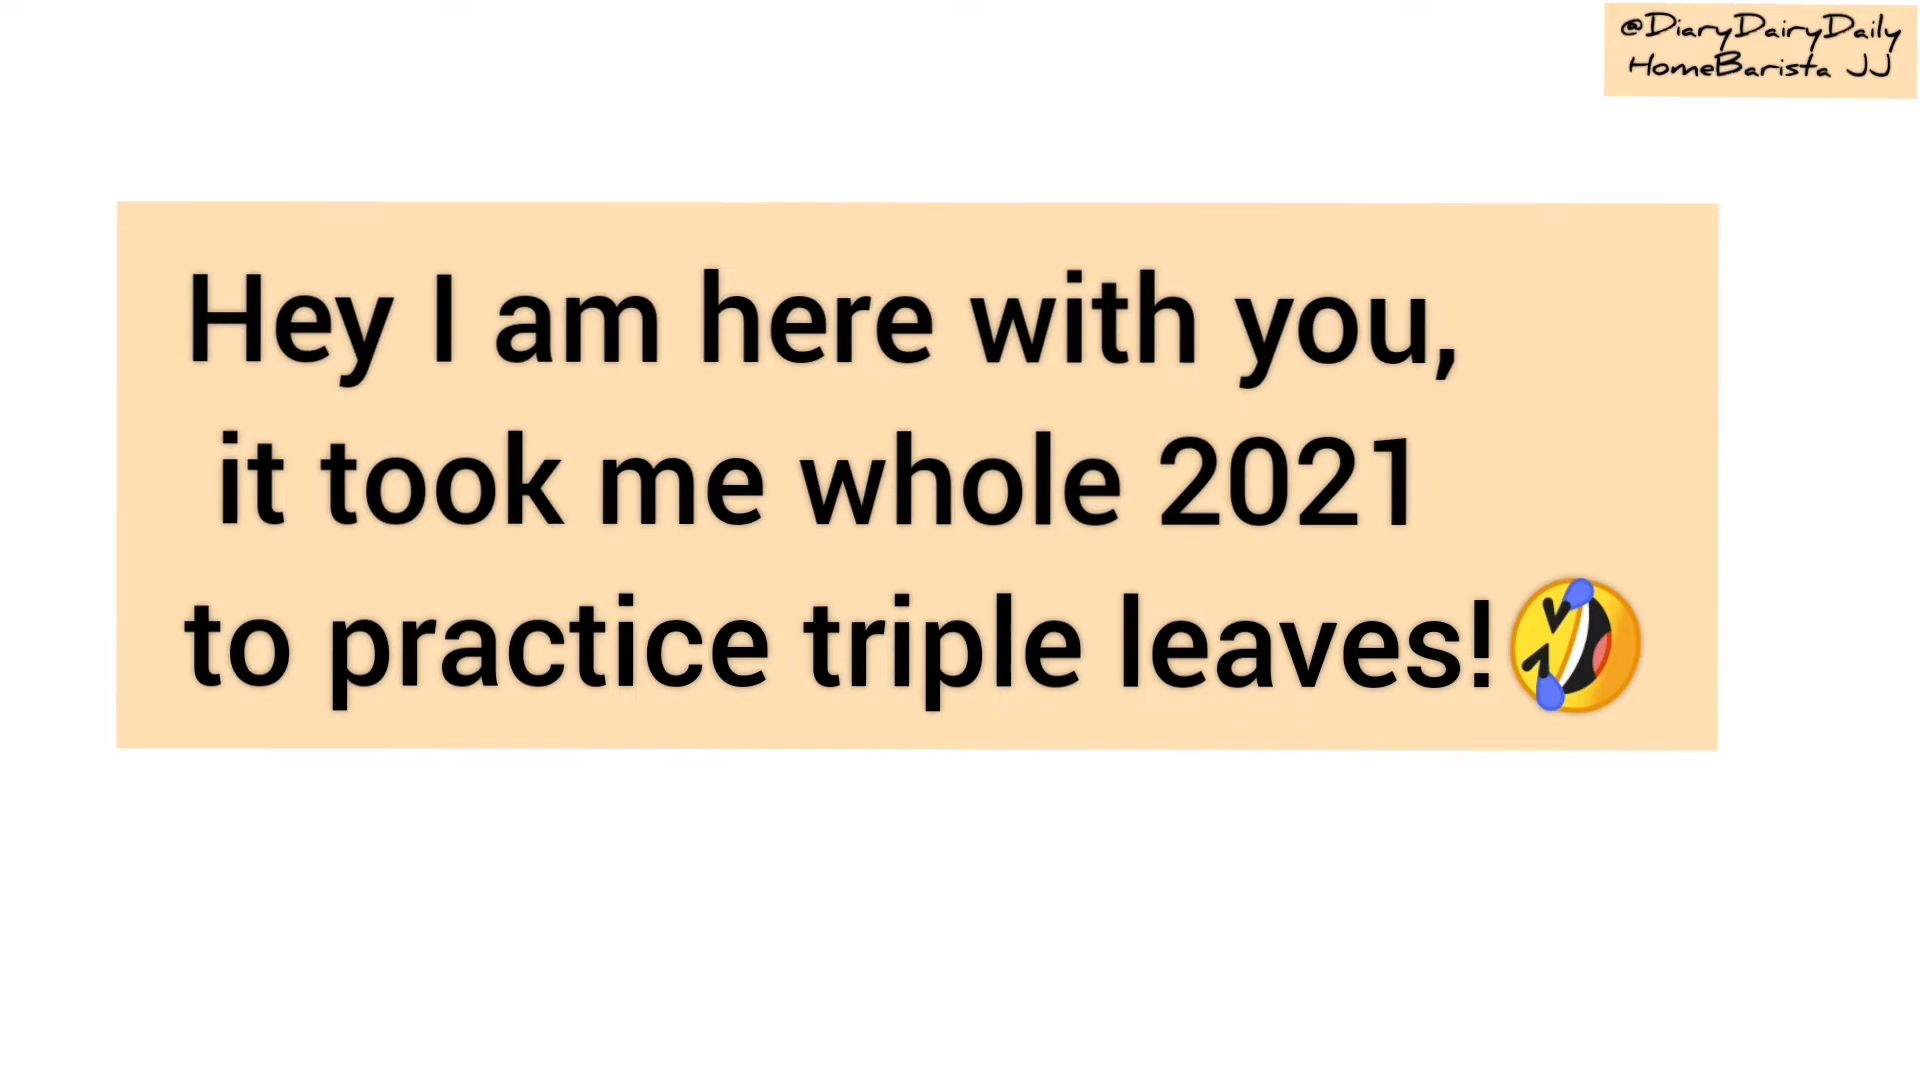 @DiaryDairyDaily
HomeBarista JJ
Hey I am here with you,
it took me whole 2021
to practice triple leaves!🤣